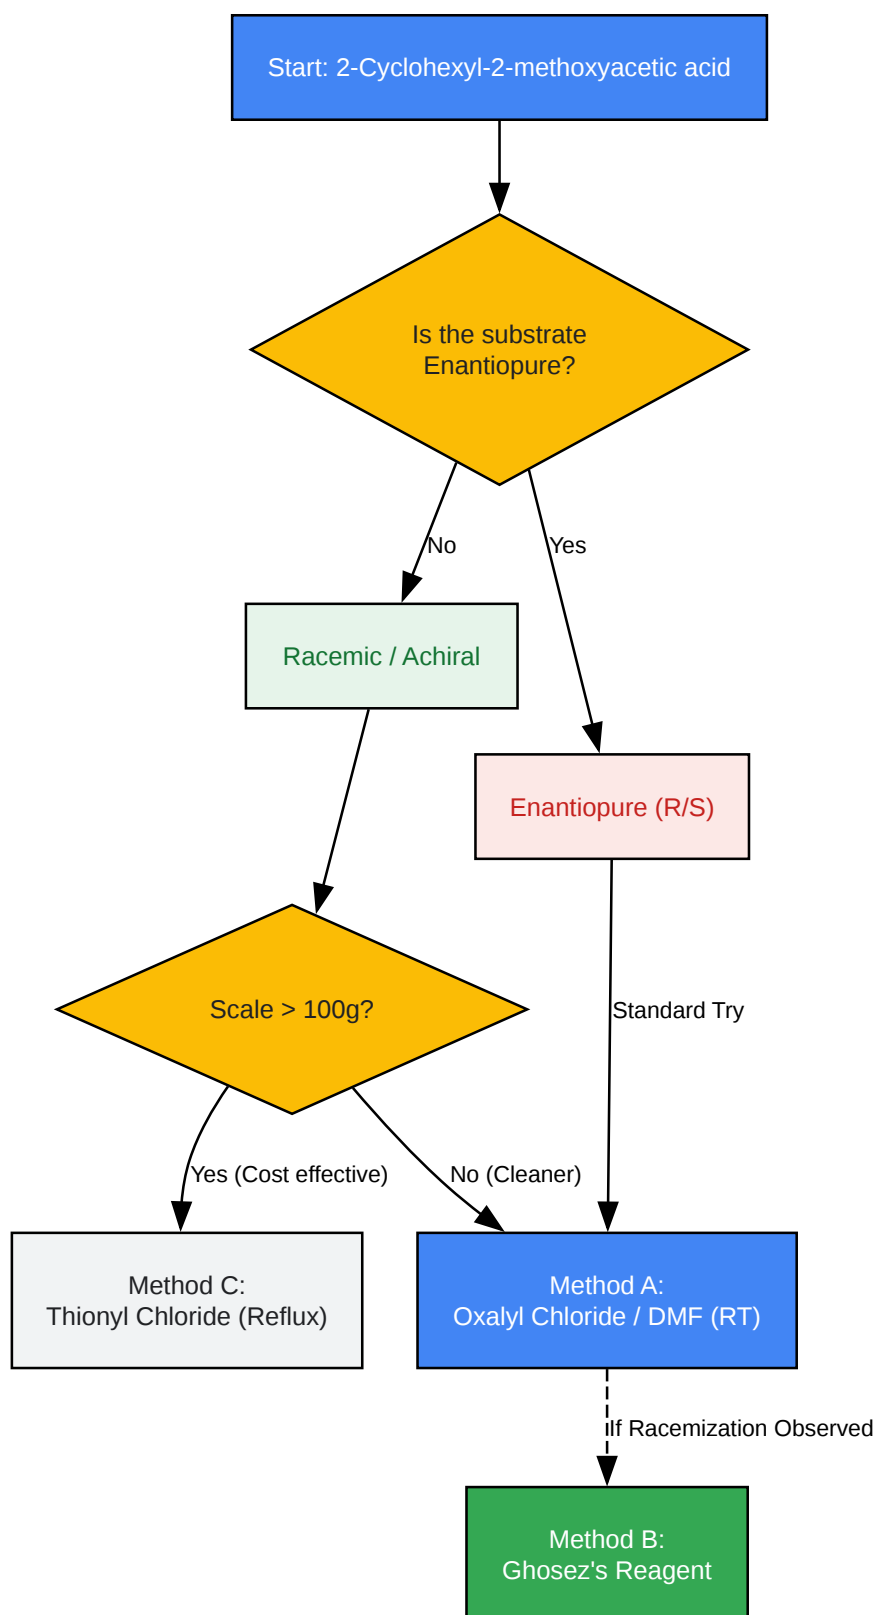 Start: 2-Cyclohexyl-2-methoxyacetic acid
Is the substrate
Enantiopure?
No
Yes
Racemic / Achiral
Enantiopure (R/S)
Scale > 100g?
Standard Try
Yes (Cost effective)
No (Cleaner)
Method C:
Thionyl Chloride (Reflux)
Method A:
Oxalyl Chloride / DMF (RT)
If Racemization Observed
Method B:
Ghosez's Reagent